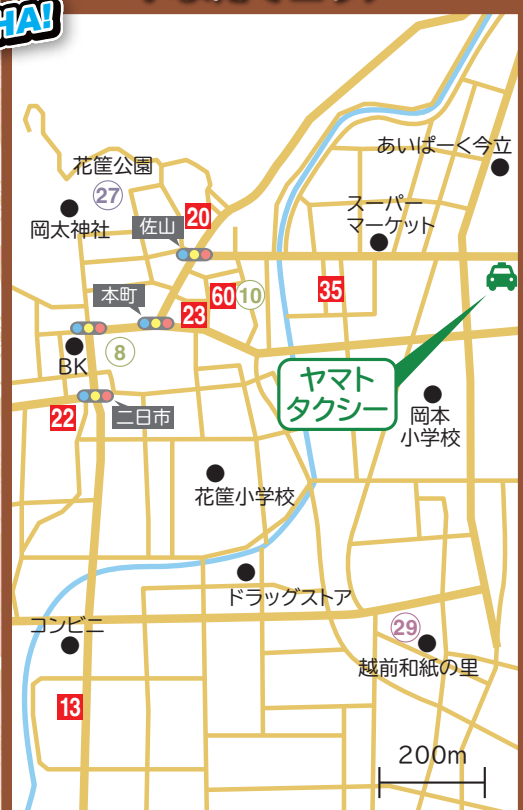 HA!
あいぱーく今立
花筐公園
27
岡太神社
佐山
20
スーパー
マーケット
本町
23
60
10
35
BK
8
ヤマト
タクシー
22
二日市
岡本
小学校
花筐小学校
ドラッグストア
コンビニ
29
越前和紙の里
13
200m